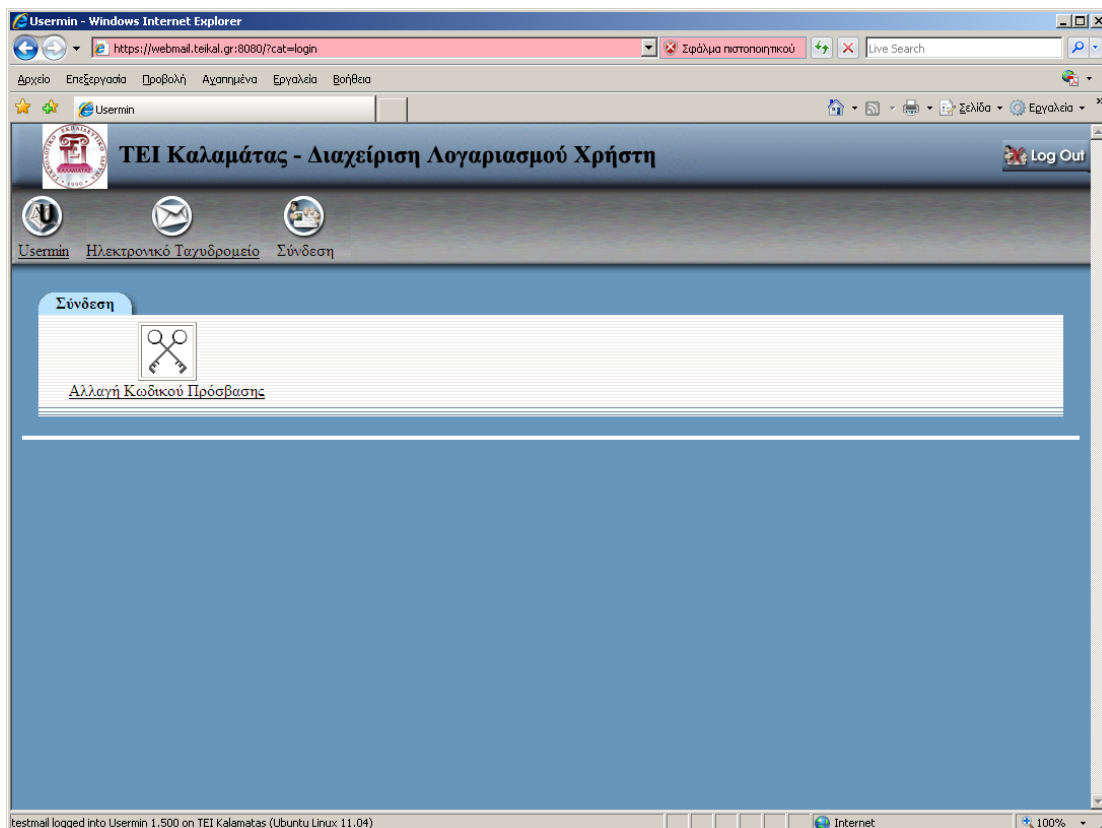 Usermin - Windows Internet Explorer
https://webmail.teikal.gr:8080/?cat=login
Σφάλμα πιστοποιητικού
Live Search
Αρχείο Επεξεργασία Προβολή Αγαπημένα Εργαλεία Βοήθεια
Usermin
Σελίδα
Εργαλεία
ΤΕΙ Καλαμάτας - Διαχείριση Λογαριασμού Χρήστη
Log Out
Usermin Ηλεκτρονικό Ταχυδρομείο Σύνδεση
Σύνδεση
Αλλαγή Κωδικού Πρόσβασης
testmail logged into Usermin 1.500 on TEI Kalamatas (Ubuntu Linux 11.04)
Internet
100%